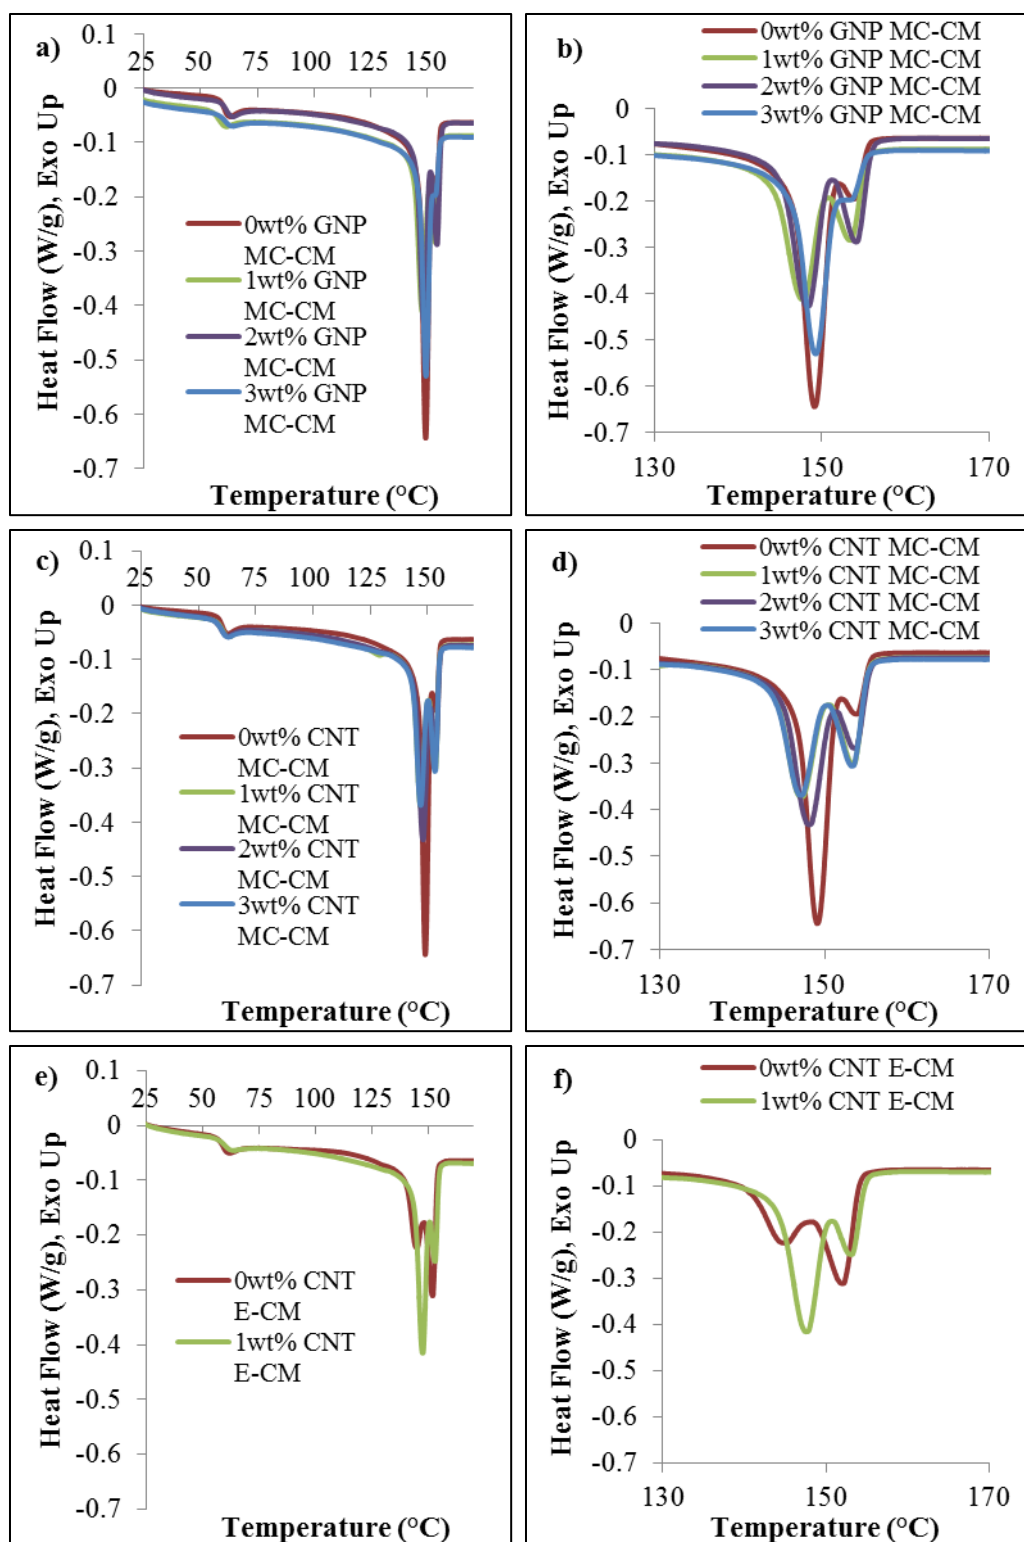 a)
0.1
25 50 75 100 125 150
0
-0.1
-0.2
-0.3
-0.4
-0.5
-0.6
-0.7
Heat Flow (W/g), Exo Up
0wt% GNP
MC-CM
1wt% GNP
MC-CM
2wt% GNP
MC-CM
3wt% GNP
MC-CM
Temperature (°C)
b)
0wt% GNP MC-CM
1wt% GNP MC-CM
2wt% GNP MC-CM
3wt% GNP MC-CM
0
-0.1
-0.2
-0.3
-0.4
-0.5
-0.6
-0.7
Heat Flow (W/g), Exo Up
130 150 170
Temperature (°C)
c)
0.1
25 50 75 100 125 150
0
-0.1
-0.2
-0.3
-0.4
-0.5
-0.6
-0.7
Heat Flow (W/g), Exo Up
0wt% CNT
MC-CM
1wt% CNT
MC-CM
2wt% CNT
MC-CM
3wt% CNT
MC-CM
Temperature (°C)
d)
0wt% CNT MC-CM
1wt% CNT MC-CM
2wt% CNT MC-CM
3wt% CNT MC-CM
0
-0.1
-0.2
-0.3
-0.4
-0.5
-0.6
-0.7
Heat Flow (W/g), Exo Up
130 150 170
Temperature (°C)
e)
0.1
25 50 75 100 125 150
0
-0.1
-0.2
-0.3
-0.4
-0.5
-0.6
-0.7
Heat Flow (W/g), Exo Up
0wt% CNT
E-CM
1wt% CNT
E-CM
Temperature (°C)
f)
0wt% CNT E-CM
1wt% CNT E-CM
0
-0.1
-0.2
-0.3
-0.4
-0.5
-0.6
-0.7
Heat Flow (W/g), Exo Up
130 150 170
Temperature (°C)